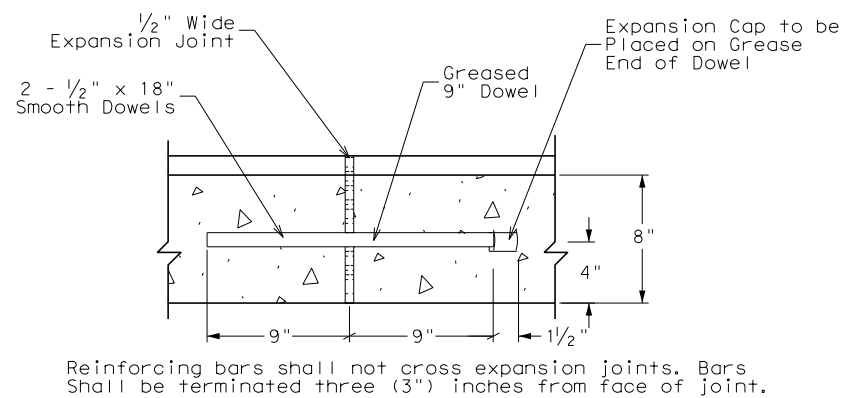 ½" Wide
Expansion Joint
Expansion Cap to be
Placed on Grease
End of Dowel
Greased
9" Dowel
2 - ½" x 18"
Smooth Dowels
8"
4"
9"
9"
1½"
Reinforcing bars shall not cross expansion joints. Bars
Shall be terminated three (3") inches from face of joint.